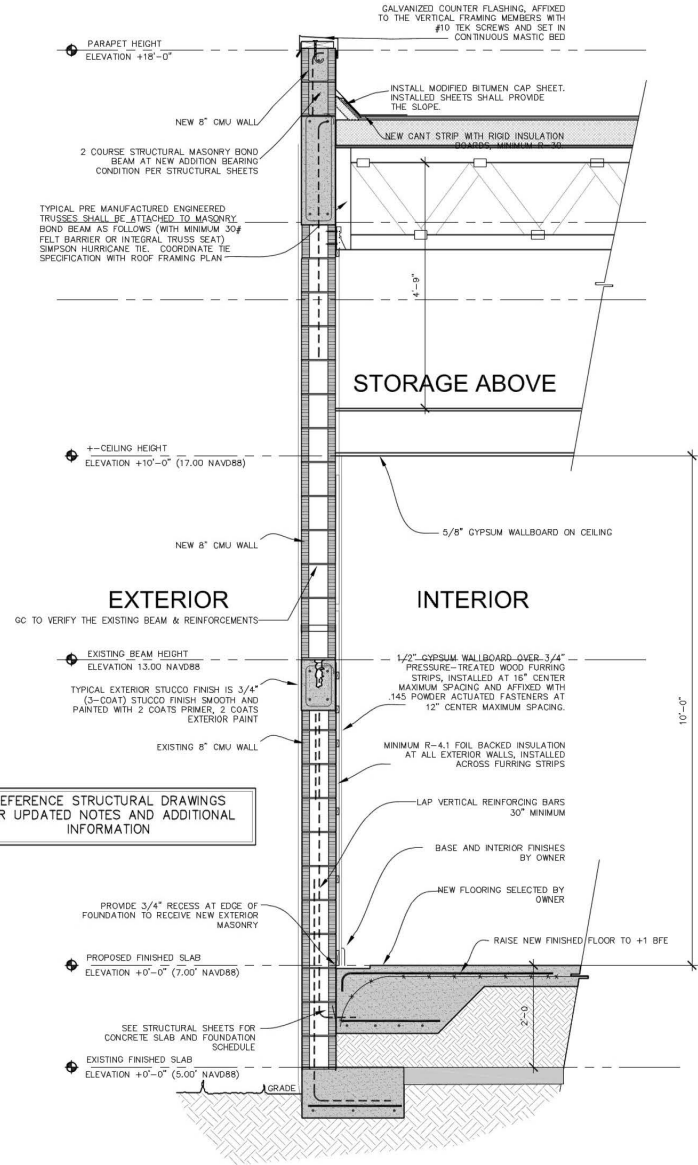 GALVANIZED COUNTER FLASHING, AFFIXED
TO THE VERTICAL FRAMING MEMBERS WITH
#10 TEK SCREWS AND SET IN
CONTINUOUS MASTIC BED
PARAPET HEIGHT
ELEVATION +18'-0"
INSTALL MODIFIED BITUMEN CAP SHEET.
INSTALLED SHEETS SHALL PROVIDE
THE SLOPE.
NEW 8" CMU WALL
NEW CANT STRIP WITH RIGID INSULATION
BOARDS, MINIMUM R-30.
2 COURSE STRUCTURAL MASONRY BOND
BEAM AT NEW ADDITION BEARING
CONDITION PER STRUCTURAL SHEETS
TYPICAL PRE MANUFACTURED ENGINEERED
TRUSSES SHALL BE ATTACHED TO MASONRY
BOND BEAM AS FOLLOWS (WITH MINIMUM 30#
FELT BARRIER OR INTEGRAL TRUSS SEAT)
SIMPSON HURRICANE TIE. COORDINATE TIE
SPECIFICATION WITH ROOF FRAMING PLAN
4'-9"
STORAGE ABOVE
+-CEILING HEIGHT
ELEVATION +10'-0" (17.00 NAVD88)
5/8" GYPSUM WALLBOARD ON CEILING
NEW 8" CMU WALL
EXTERIOR
INTERIOR
GC TO VERIFY THE EXISTING BEAM & REINFORCEMENTS
EXISTING BEAM HEIGHT
ELEVATION 13.00 NAVD88
1/2" GYPSUM WALLBOARD OVER 3/4"
PRESSURE-TREATED WOOD FURRING
STRIPS, INSTALLED AT 16" CENTER
MAXIMUM SPACING AND AFFIXED WITH
.145 POWDER ACTUATED FASTENERS AT
12" CENTER MAXIMUM SPACING.
TYPICAL EXTERIOR STUCCO FINISH IS 3/4"
(3-COAT) STUCCO FINISH SMOOTH AND
PAINTED WITH 2 COATS PRIMER, 2 COATS
EXTERIOR PAINT
10'-0"
EXISTING 8" CMU WALL
MINIMUM R-4.1 FOIL BACKED INSULATION
AT ALL EXTERIOR WALLS, INSTALLED
ACROSS FURRING STRIPS
EFERENCE STRUCTURAL DRAWINGS
R UPDATED NOTES AND ADDITIONAL
INFORMATION
LAP VERTICAL REINFORCING BARS
30" MINIMUM
BASE AND INTERIOR FINISHES
BY OWNER
NEW FLOORING SELECTED BY
OWNER
PROVIDE 3/4" RECESS AT EDGE OF
FOUNDATION TO RECEIVE NEW EXTERIOR
MASONRY
RAISE NEW FINISHED FLOOR TO +1 BFE
PROPOSED FINISHED SLAB
ELEVATION +0'-0" (7.00' NAVD88)
2'-0
SEE STRUCTURAL SHEETS FOR
CONCRETE SLAB AND FOUNDATION
SCHEDULE
EXISTING FINISHED SLAB
ELEVATION +0'-0" (5.00' NAVD88)
GRADE